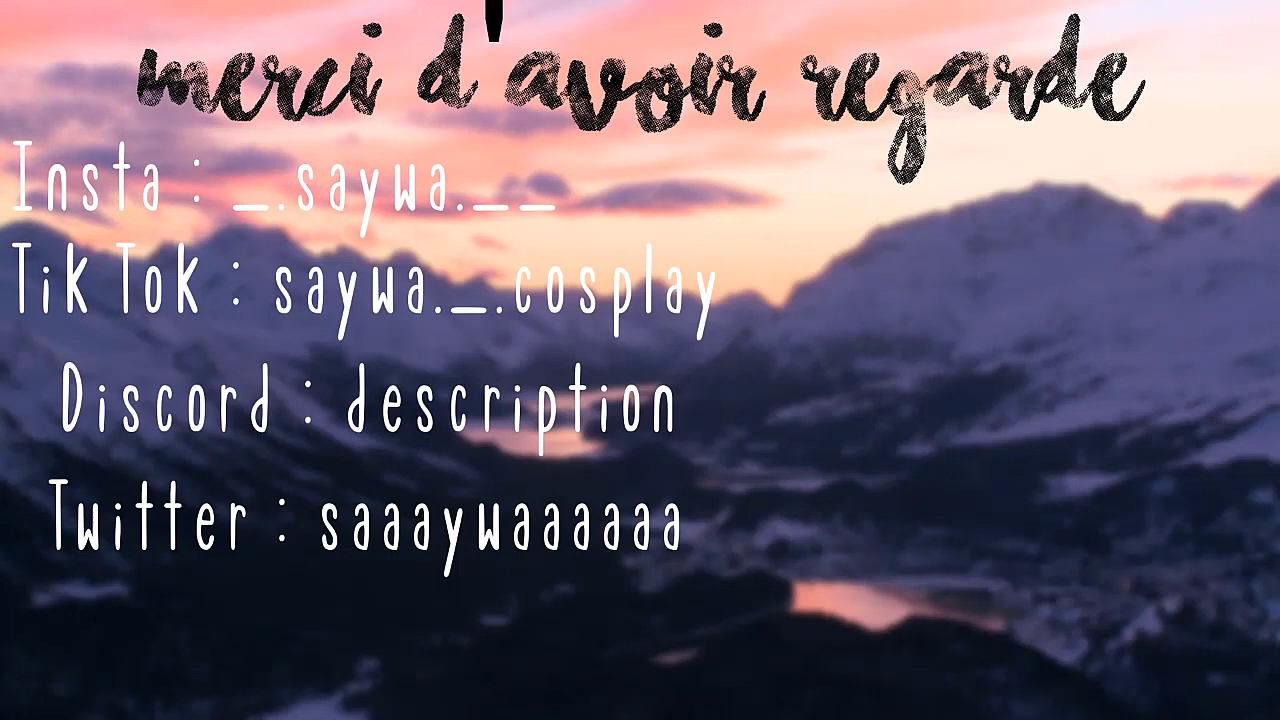 merci d'avoir regarde
Insta : _.saywa.__
Tik Tok : saywa._.cosplay
Discord : description
Twitter : saaaywaaaaaa